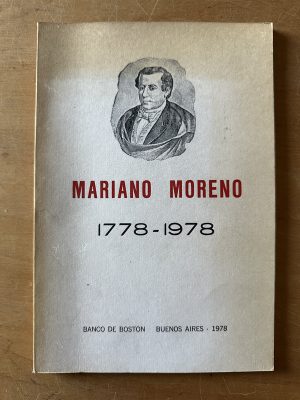 MARIANO MORENO
1778-1978
BANCO DE BOSTON BUENOS AIRES · 1978